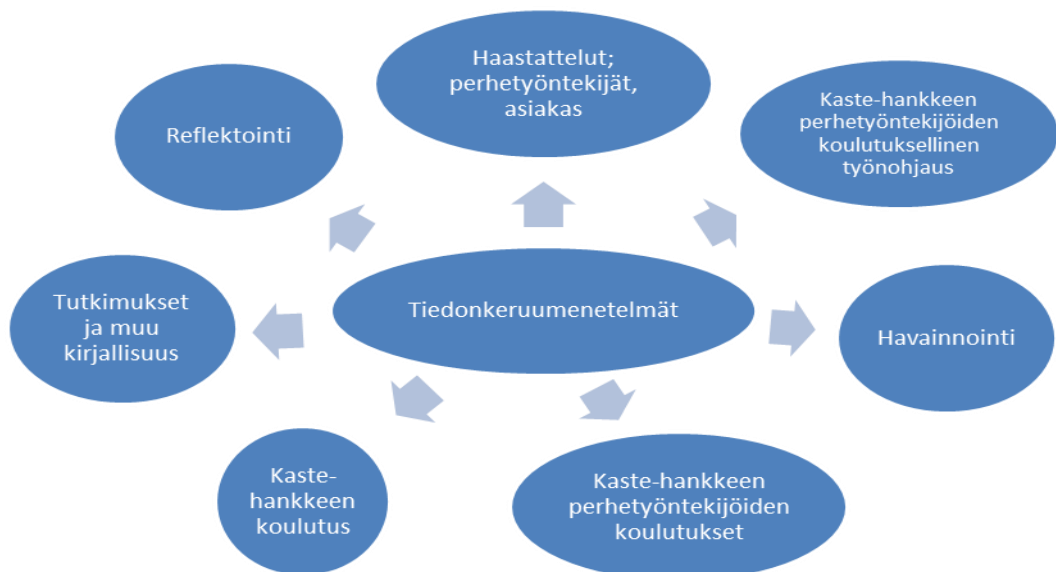 Haastattelut;
perhetyöntekijät,
asiakas
Kaste-hankkeen
perhetyöntekijöiden
koulutuksellinen
työnohjaus
Reflektointi
Tiedonkeruumenetelmät
Tutkimukset
ja muu
kirjallisuus
Havainnointi
Kaste-
hankkeen
koulutus
Kaste-hankkeen
perhetyöntekijöiden
koulutukset